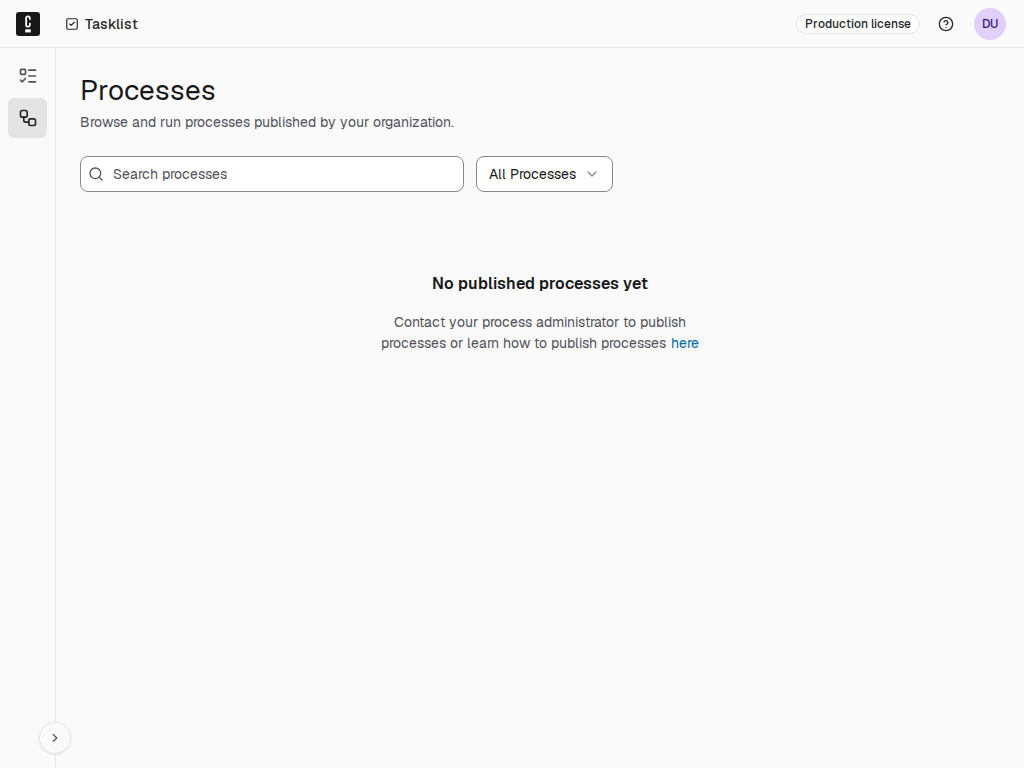 Tasklist
Production license
DU
Processes
Browse and run processes published by your organization.
Search processes
All Processes
No published processes yet
Contact your process administrator to publish
processes or learn how to publish processes here